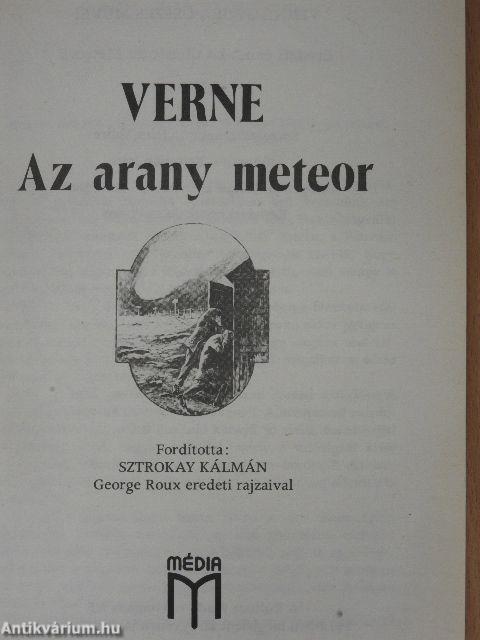 VERNE
Az arany meteor
Fordította:
SZTROKAY KÁLMÁN
George Roux eredeti rajzaival
MÉDIA
M
Antikvárium.hu